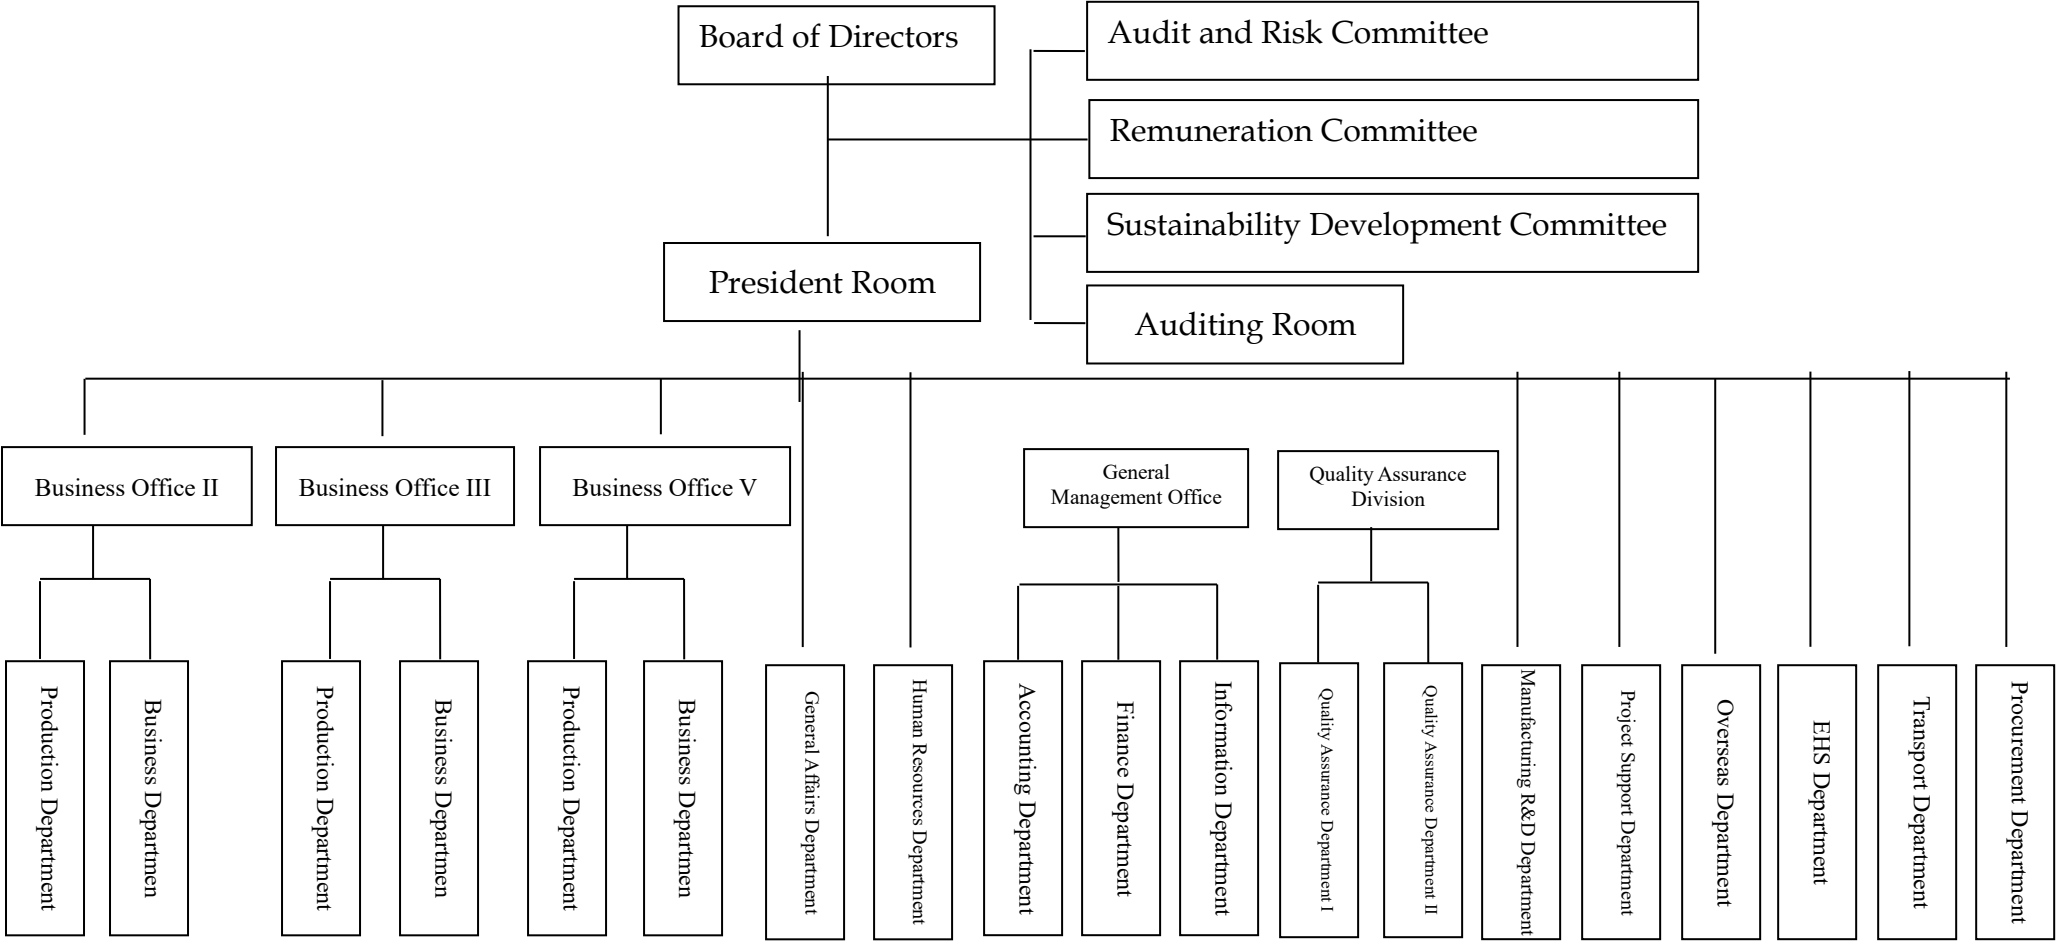 Board of Directors
Audit and Risk Committee
Remuneration Committee
Sustainability Development Committee
President Room
Auditing Room
Business Office II
Business Office III
Business Office V
General
Management Office
Quality Assurance
Division
Production Department
Business Departmen
Production Department
Business Departmen
Production Department
Business Departmen
General Affairs Department
Human Resources Department
Accounting Department
Finance Department
Information Department
Quality Assurance Department I
Quality Assurance Department II
Manufacturing R&D Department
Project Support Department
Overseas Department
EHS Department
Transport Department
Procurement Department